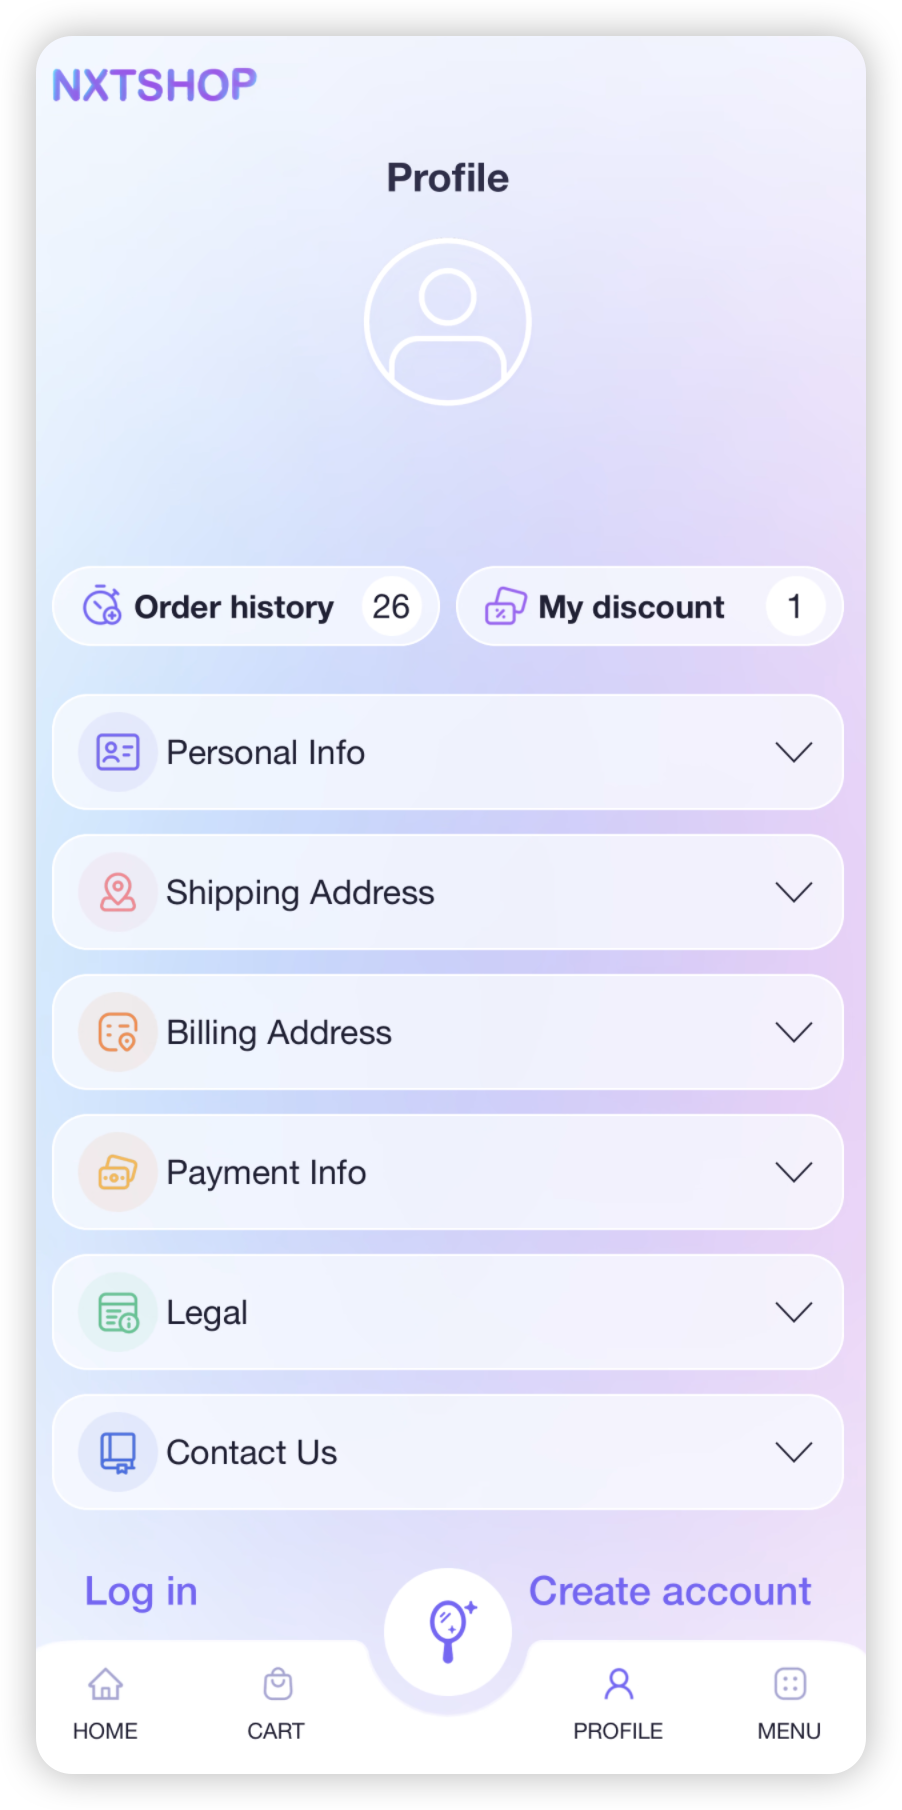 NXTSHOP
Profile
Order history 26 My discount 1
Personal Info
Shipping Address
Billing Address
Payment Info
Legal
Contact Us
Log in Create account
HOME CART PROFILE MENU